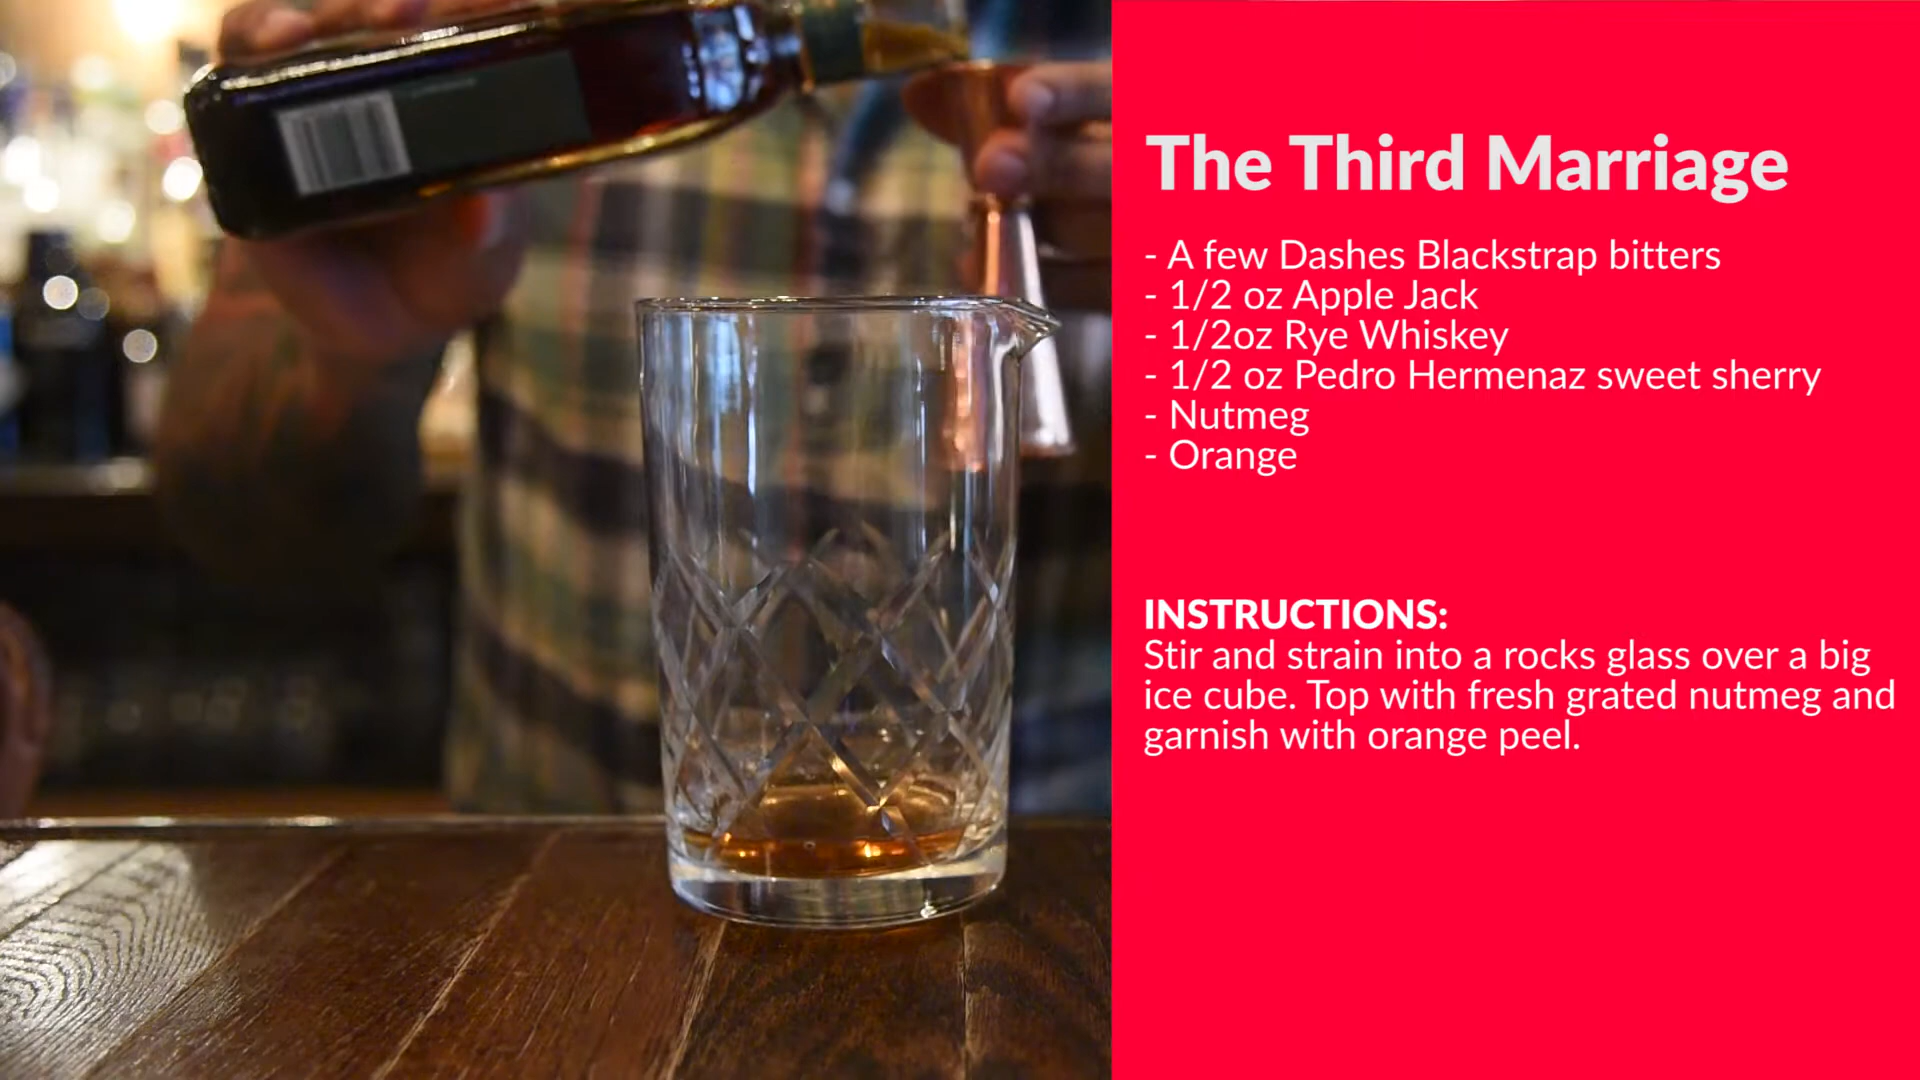 The Third Marriage
- A few Dashes Blackstrap bitters
- 1/2 oz Apple Jack
- 1/2oz Rye Whiskey
- 1/2 oz Pedro Hermenaz sweet sherry
- Nutmeg
- Orange
INSTRUCTIONS:
Stir and strain into a rocks glass over a big
ice cube. Top with fresh grated nutmeg and
garnish with orange peel.